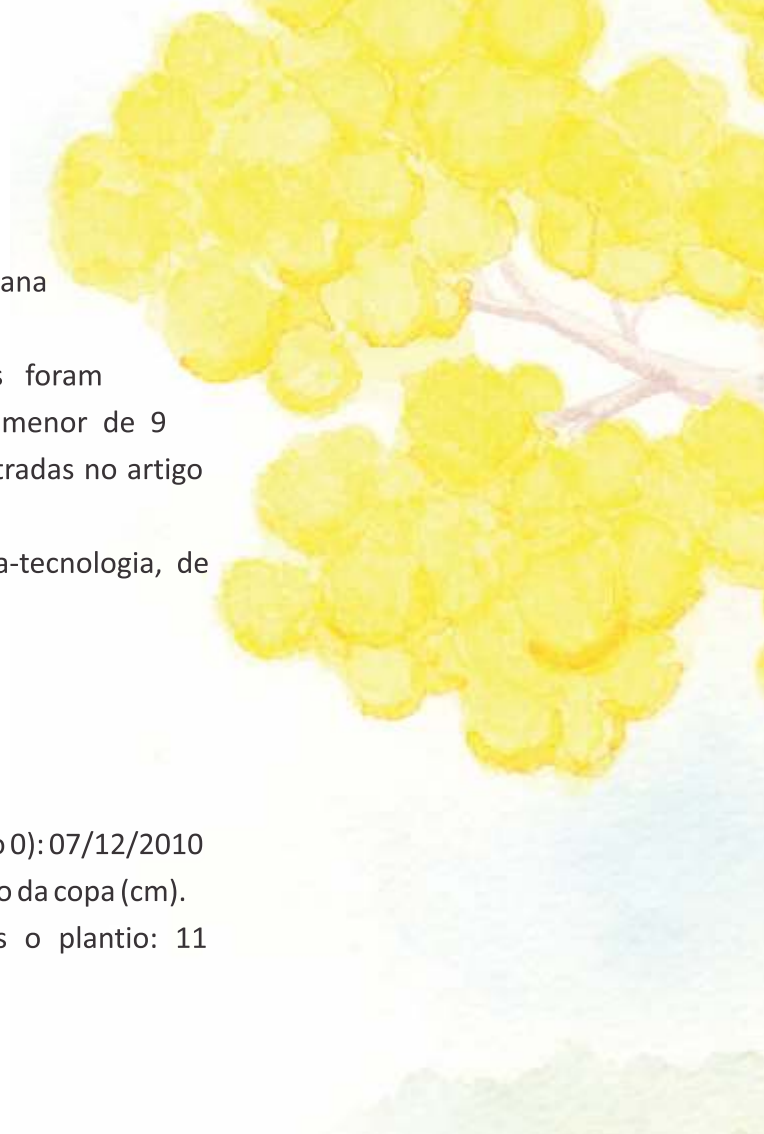 ana
s foram
menor de 9
tradas no artigo
a-tecnologia, de
o 0): 07/12/2010
o da copa (cm).
s o plantio: 11